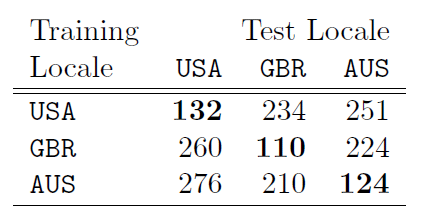 Training Test Locale
Locale USA GBR AUS
USA 132 234 251
GBR 260 110 224
AUS 276 210 124